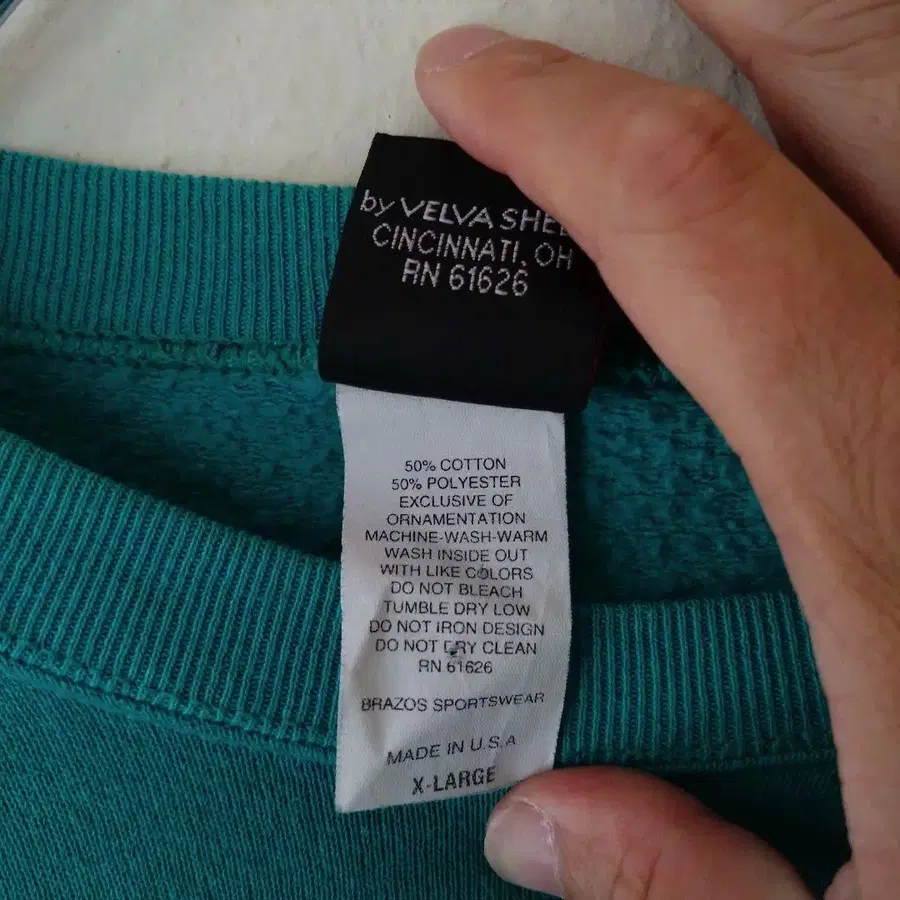 by VELVA SHEE
CINCINNATI, OH
RN 61626
50% COTTON
50% POLYESTER
EXCLUSIVE OF
ORNAMENTATION
MACHINE-WASH-WARM
WASH INSIDE OUT
WITH LIKE COLORS
DO NOT BLEACH
TUMBLE DRY LOW
DO NOT IRON DESIGN
DO NOT DRY CLEAN
RN 61626
BRAZOS SPORTSWEAR
MADE IN U.S.A
X-LARGE